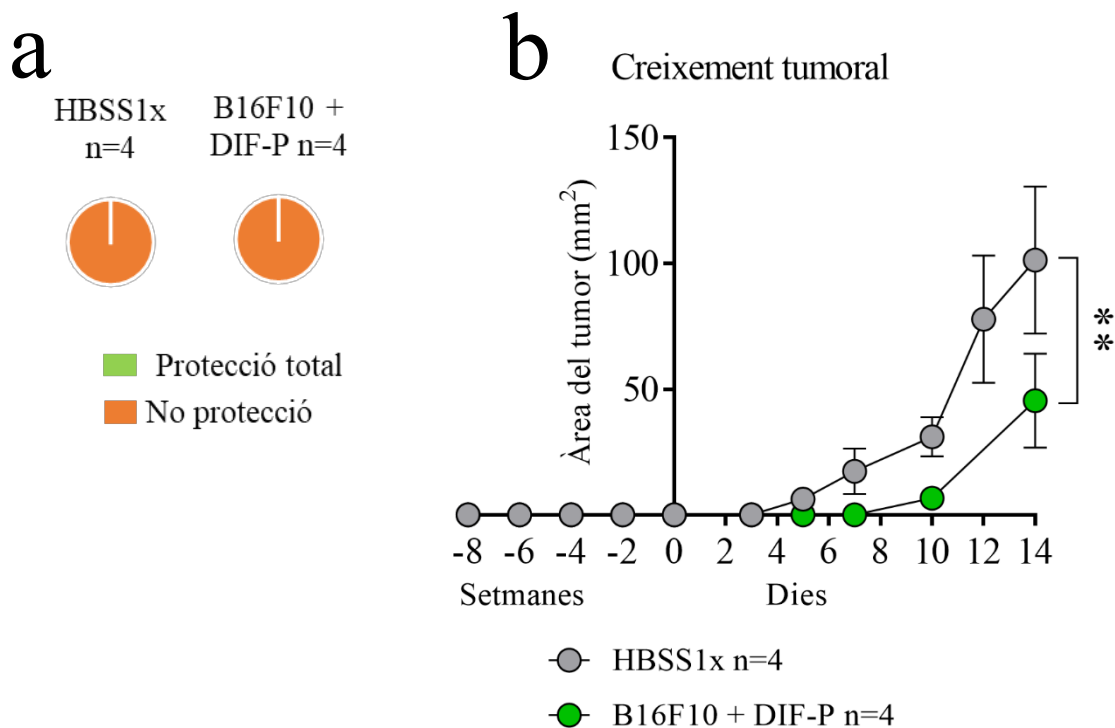 a
HBSS1x
n=4
B16F10 +
DIF-P n=4
Protecció total
No protecció
b
Creixement tumoral
Àrea del tumor (mm²)
150
100
50
**
-8 -6 -4 -2 0 2 4 6 8 10 12 14
Setmanes Dies
HBSS1x n=4
B16F10 + DIF-P n=4